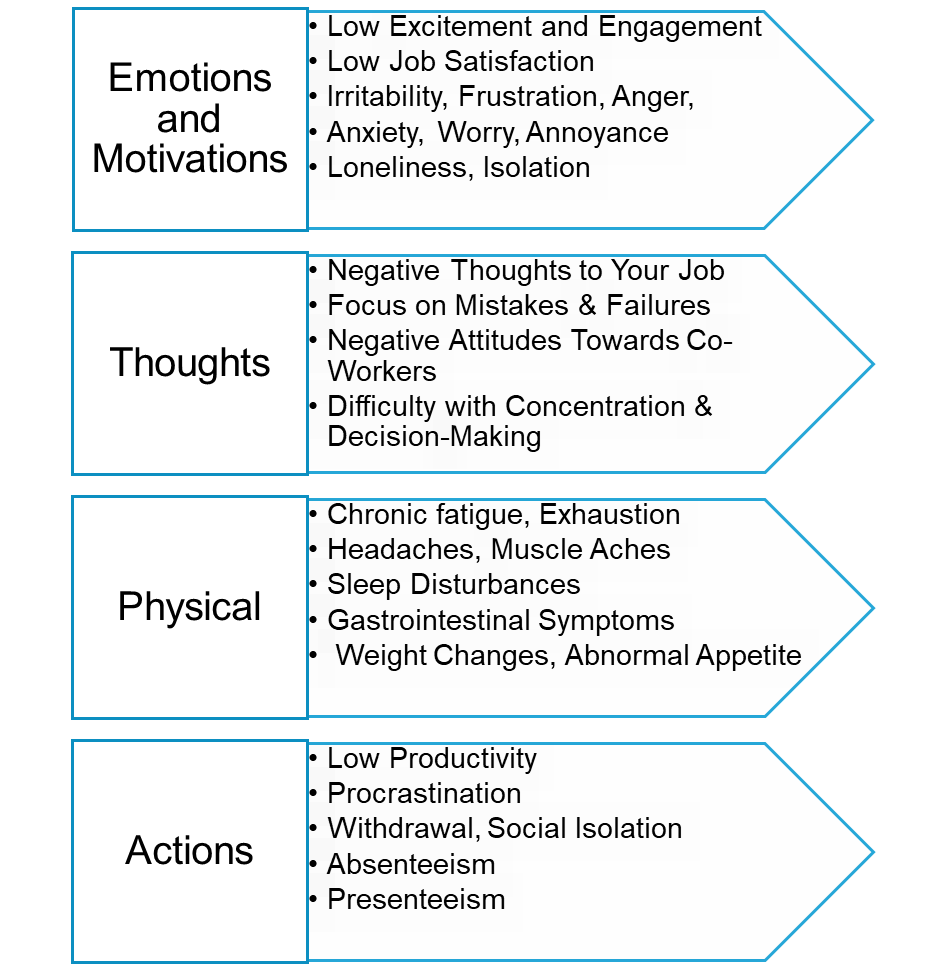 Emotions
and
Motivations
• Low Excitement and Engagement
• Low Job Satisfaction
• Irritability, Frustration, Anger,
• Anxiety, Worry, Annoyance
• Loneliness, Isolation
Thoughts
• Negative Thoughts to Your Job
• Focus on Mistakes & Failures
• Negative Attitudes Towards Co-
Workers
• Difficulty with Concentration &
Decision-Making
Physical
• Chronic fatigue, Exhaustion
• Headaches, Muscle Aches
• Sleep Disturbances
• Gastrointestinal Symptoms
• Weight Changes, Abnormal Appetite
Actions
• Low Productivity
• Procrastination
• Withdrawal, Social Isolation
• Absenteeism
• Presenteeism